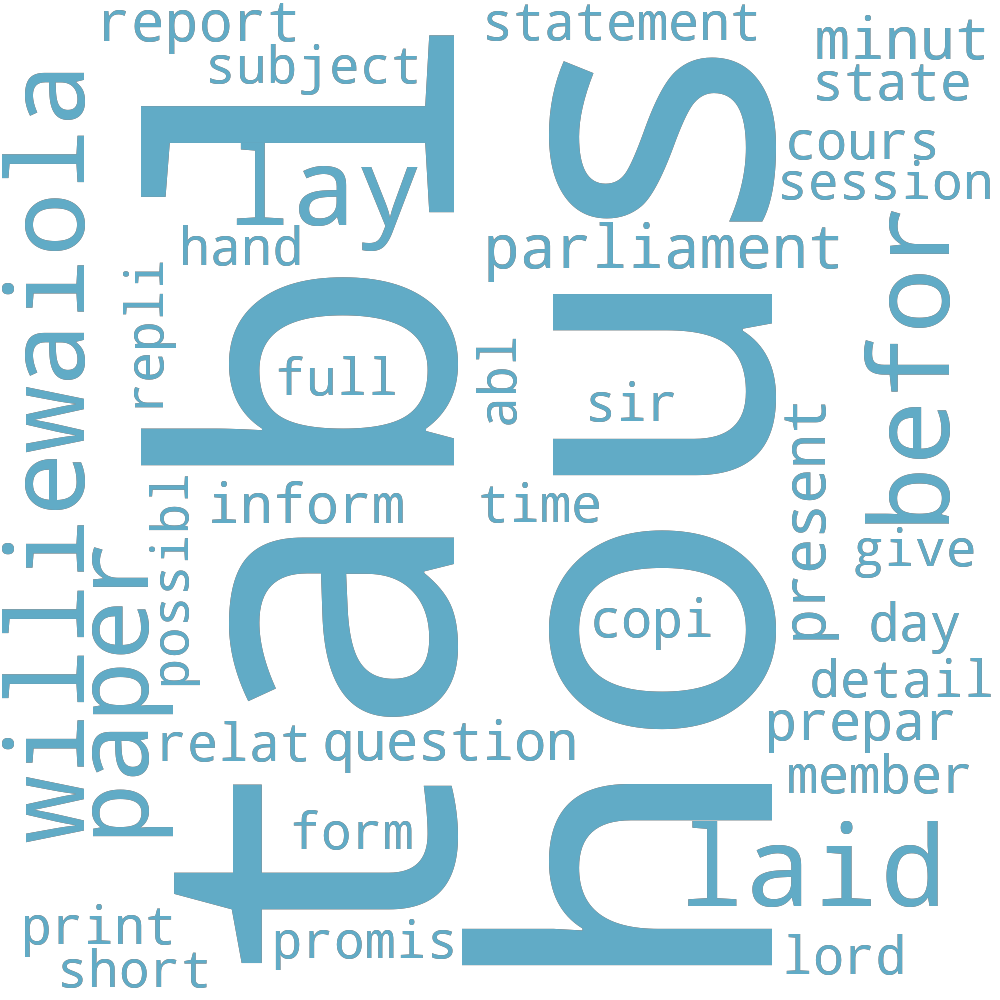 report
statement
minut
subject
state
cours
session
lay
hand
parliament
willliewaiola
tabl
hous
befor
repli
full
abl
sir
present
possibl
inform
time
paper
give
copi
day
detail
relat
question
prepar
member
form
laid
print
promis
short
lord